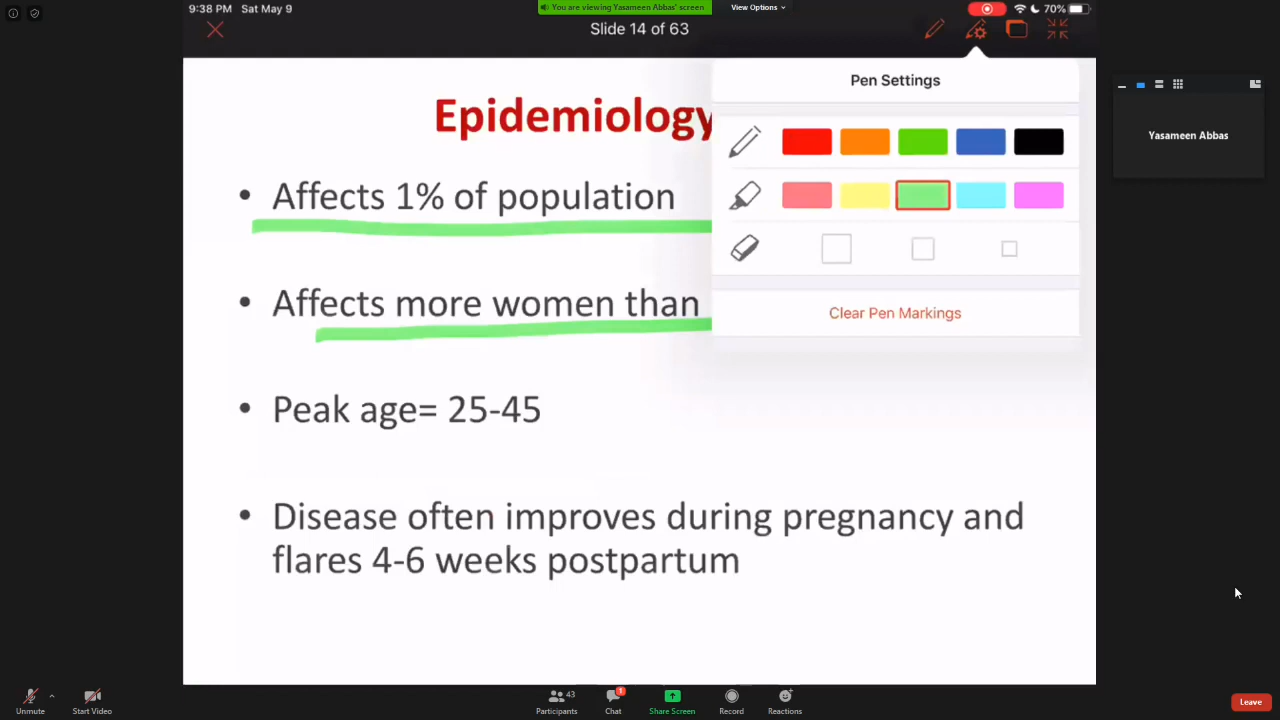 9:38 PM Sat May 9
You are viewing Yasameen Abbas' screen
View Options
70%
Slide 14 of 63
Pen Settings
Epidemiology
• Affects 1% of population
• Affects more women than
Clear Pen Markings
• Peak age= 25-45
• Disease often improves during pregnancy and
flares 4-6 weeks postpartum
Yasameen Abbas
Unmute
Start Video
43
Participants
1
Chat
Share Screen
Record
Reactions
Leave